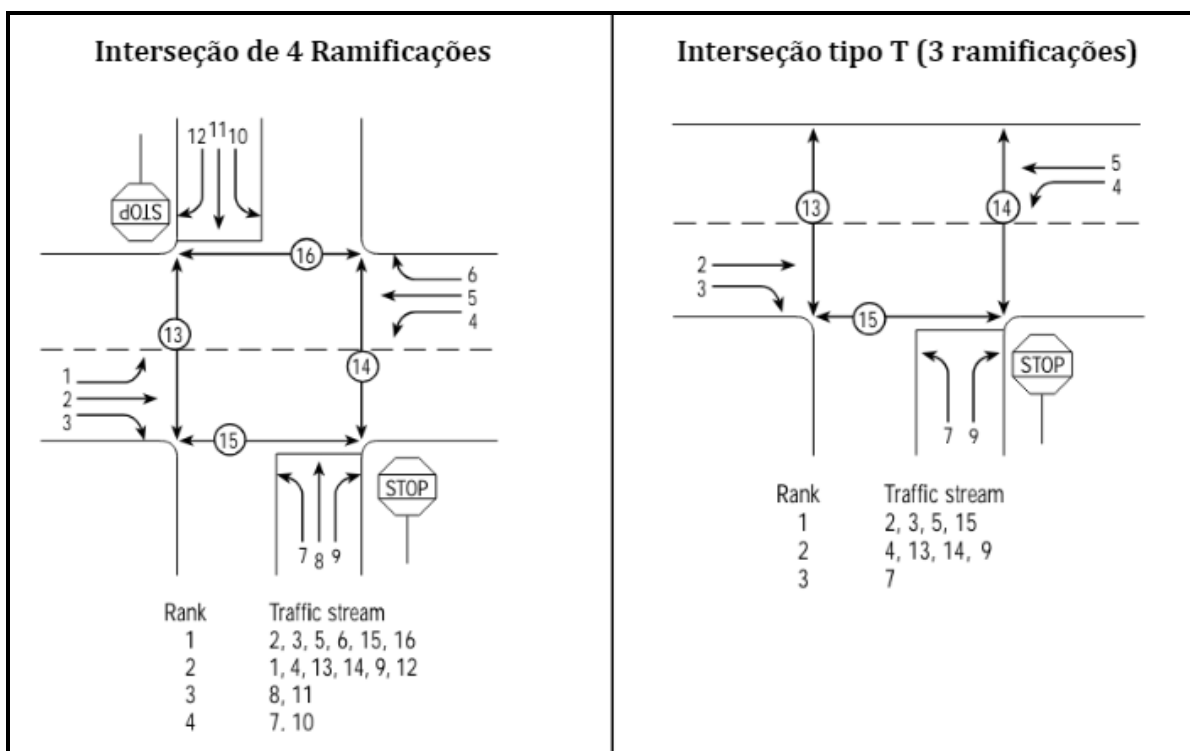 Interseção de 4 Ramificações
12 11 10
STOP
16
6
5
4
13
14
1
2
3
15
STOP
7 8 9
Rank Traffic stream
1 2, 3, 5, 6, 15, 16
2 1, 4, 13, 14, 9, 12
3 8, 11
4 7. 10
Interseção tipo T (3 ramificações)
5
4
13 14
2
3
15
STOP
7 9
Rank Traffic stream
1 2, 3, 5, 15
2 4, 13, 14, 9
3 7